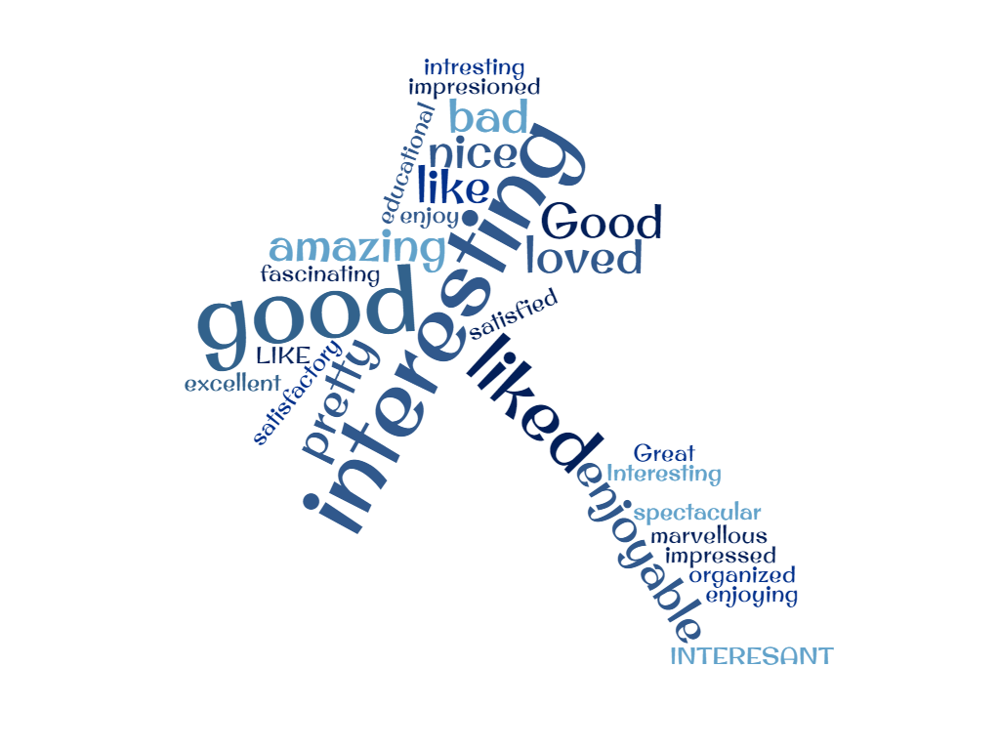 intresting
impresioned
bad
educational
nice
like
enjoy
interesting
Good
amazing
loved
fascinating
good
satisfied
LIKE
excellent
satisfactory
pretty
liked
Great
Interesting
enjoyable
spectacular
marvellous
impressed
organized
enjoying
INTERESANT